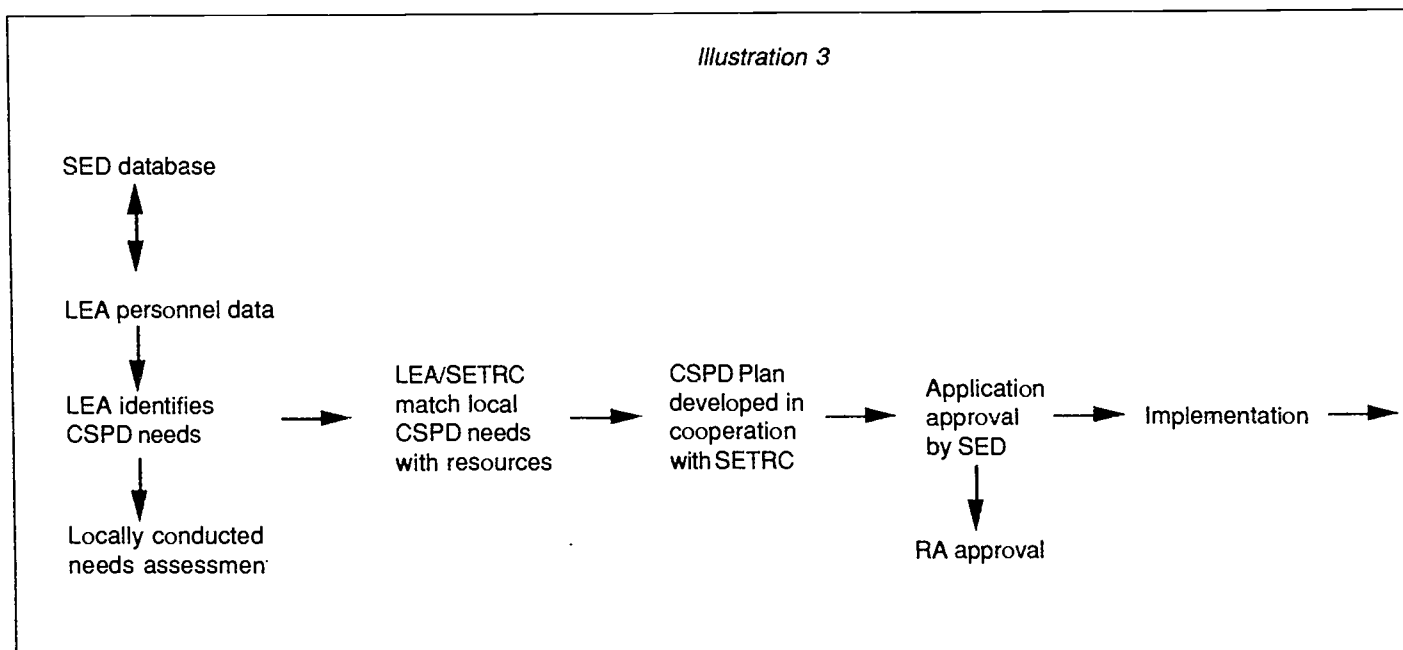 Illustration 3
SED database
LEA personnel data
LEA identifies
CSPD needs
Locally conducted
needs assessmen
LEA/SETRC
match local
CSPD needs
with resources
CSPD Plan
developed in
cooperation
with SETRC
Application
approval
by SED
RA approval
Implementation